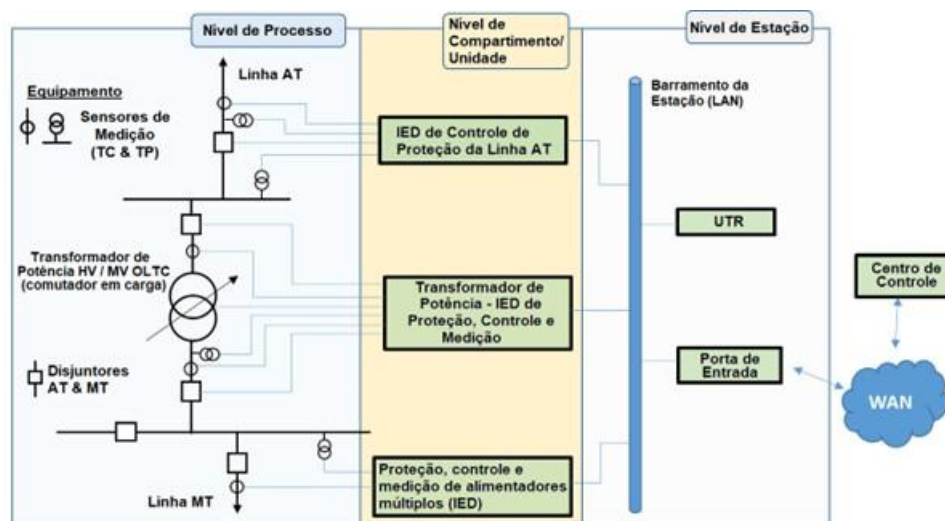 Nível de Processo
Nível de
Compartimento/
Unidade
Nível de Estação
Linha AT
Equipamento
Sensores de
Medição
(TC & TP)
IED de Controle de
Proteção da Linha AT
Barramento da
Estação (LAN)
UTR
Transformador de
Potência HV / MV OLTC
(comutador em carga)
Transformador de
Potência - IED de
Proteção, Controle e
Medição
Centro de
Controle
Porta de
Entrada
WAN
Disjuntores
AT & MT
Linha MT
Proteção, controle e
medição de alimentadores
múltiplos (IED)